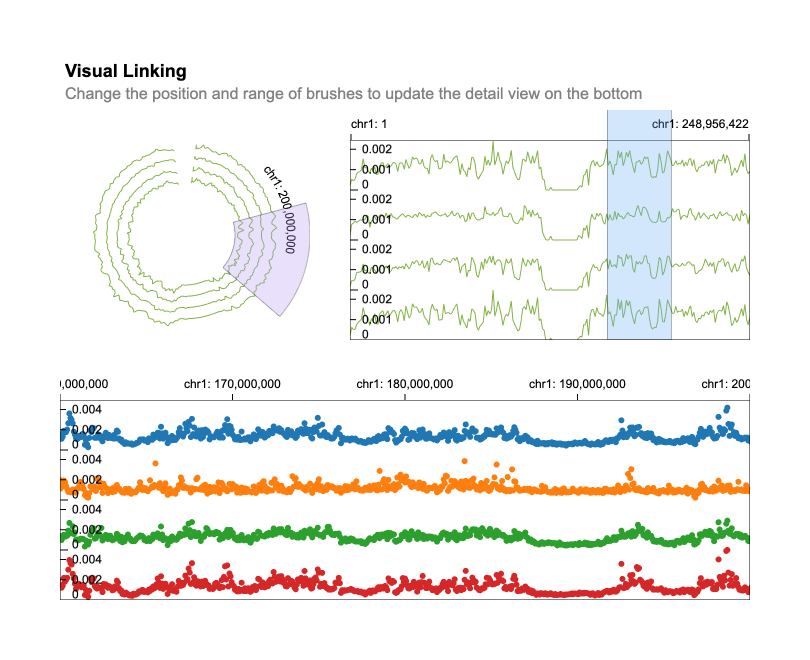 Visual Linking
Change the position and range of brushes to update the detail view on the bottom
chr1: 200,000,000
chr1: 1
chr1: 248,956,422
0.002
0.001
0
0.002
0.001
0
0.002
0.001
0
0.002
0.001
0
0,000,000
chr1: 170,000,000
chr1: 180,000,000
chr1: 190,000,000
chr1: 200
0.004
0.002
0
0.004
0.002
0
0.004
0.002
0
0.004
0.002
0